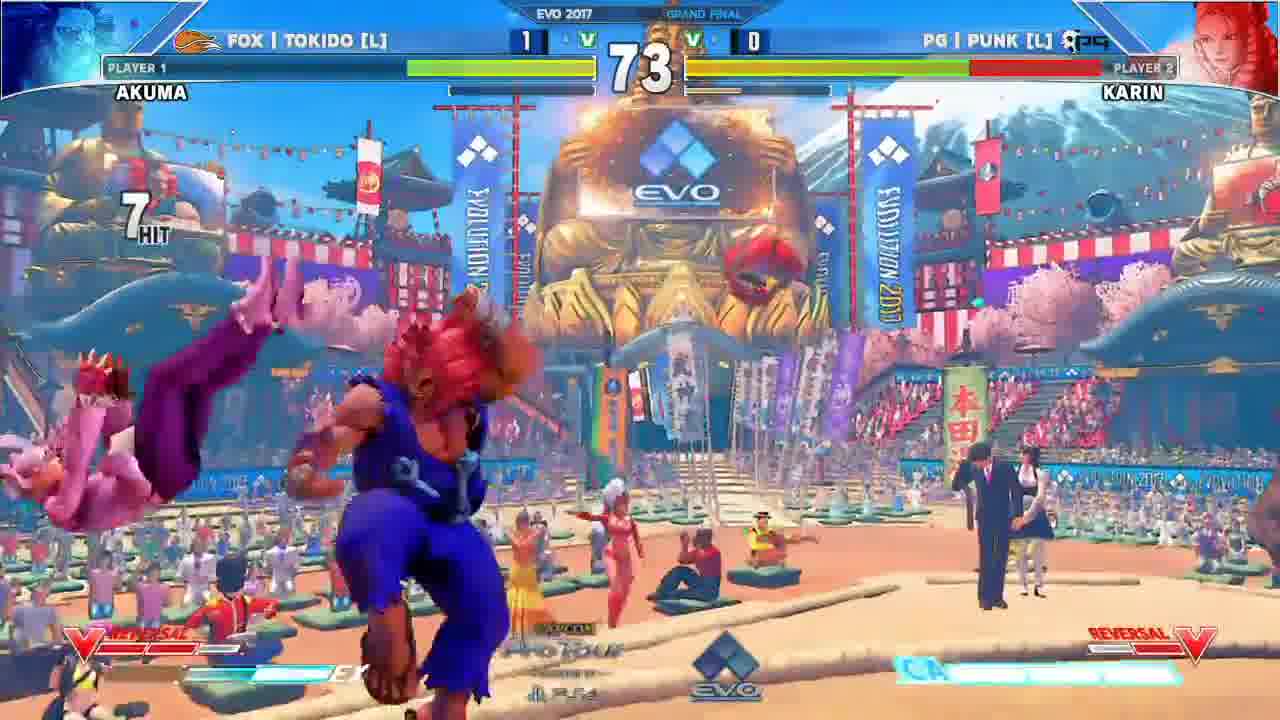 EVO 2017 GRAND FINAL
FOX | TOKIDO [L] 1 V 73 V 0 PG | PUNK [L]
PLAYER 1 PLAYER 2
AKUMA KARIN
EVO
7 HIT
EVOLUTION 2017
本田
REVERSAL REVERSAL
EX CA
EVO
PS4